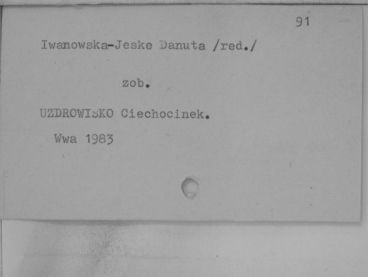 91
Iwanowska-Jeske Danuta /red./
zob.
UZDROWISKO Ciechocinek.
Wwa 1983